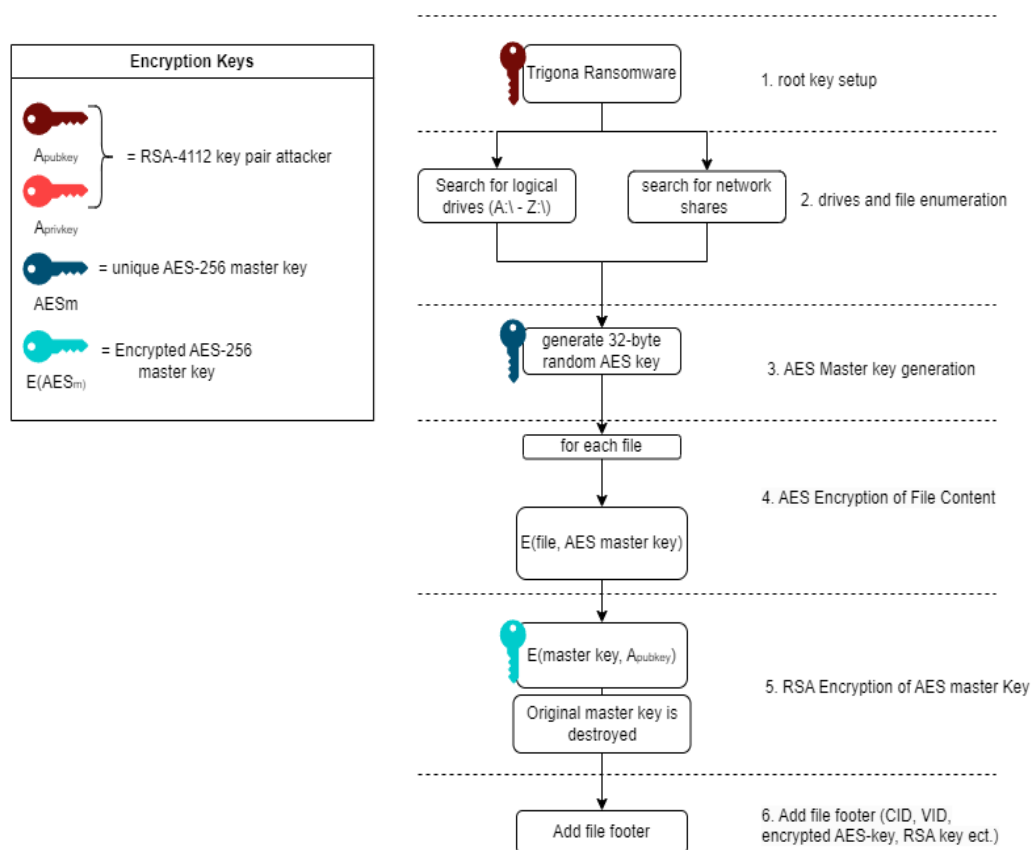 Encryption Keys
Apubkey
= RSA-4112 key pair attacker
Aprivkey
= unique AES-256 master key
AESm
= Encrypted AES-256
master key
E(AESm)
Trigona Ransomware
1. root key setup
Search for logical
drives (A:\ - Z:\)
search for network
shares
2. drives and file enumeration
generate 32-byte
random AES key
3. AES Master key generation
for each file
4. AES Encryption of File Content
E(file, AES master key)
E(master key, Apubkey)
5. RSA Encryption of AES master Key
Original master key is
destroyed
Add file footer
6. Add file footer (CID, VID,
encrypted AES-key, RSA key ect.)